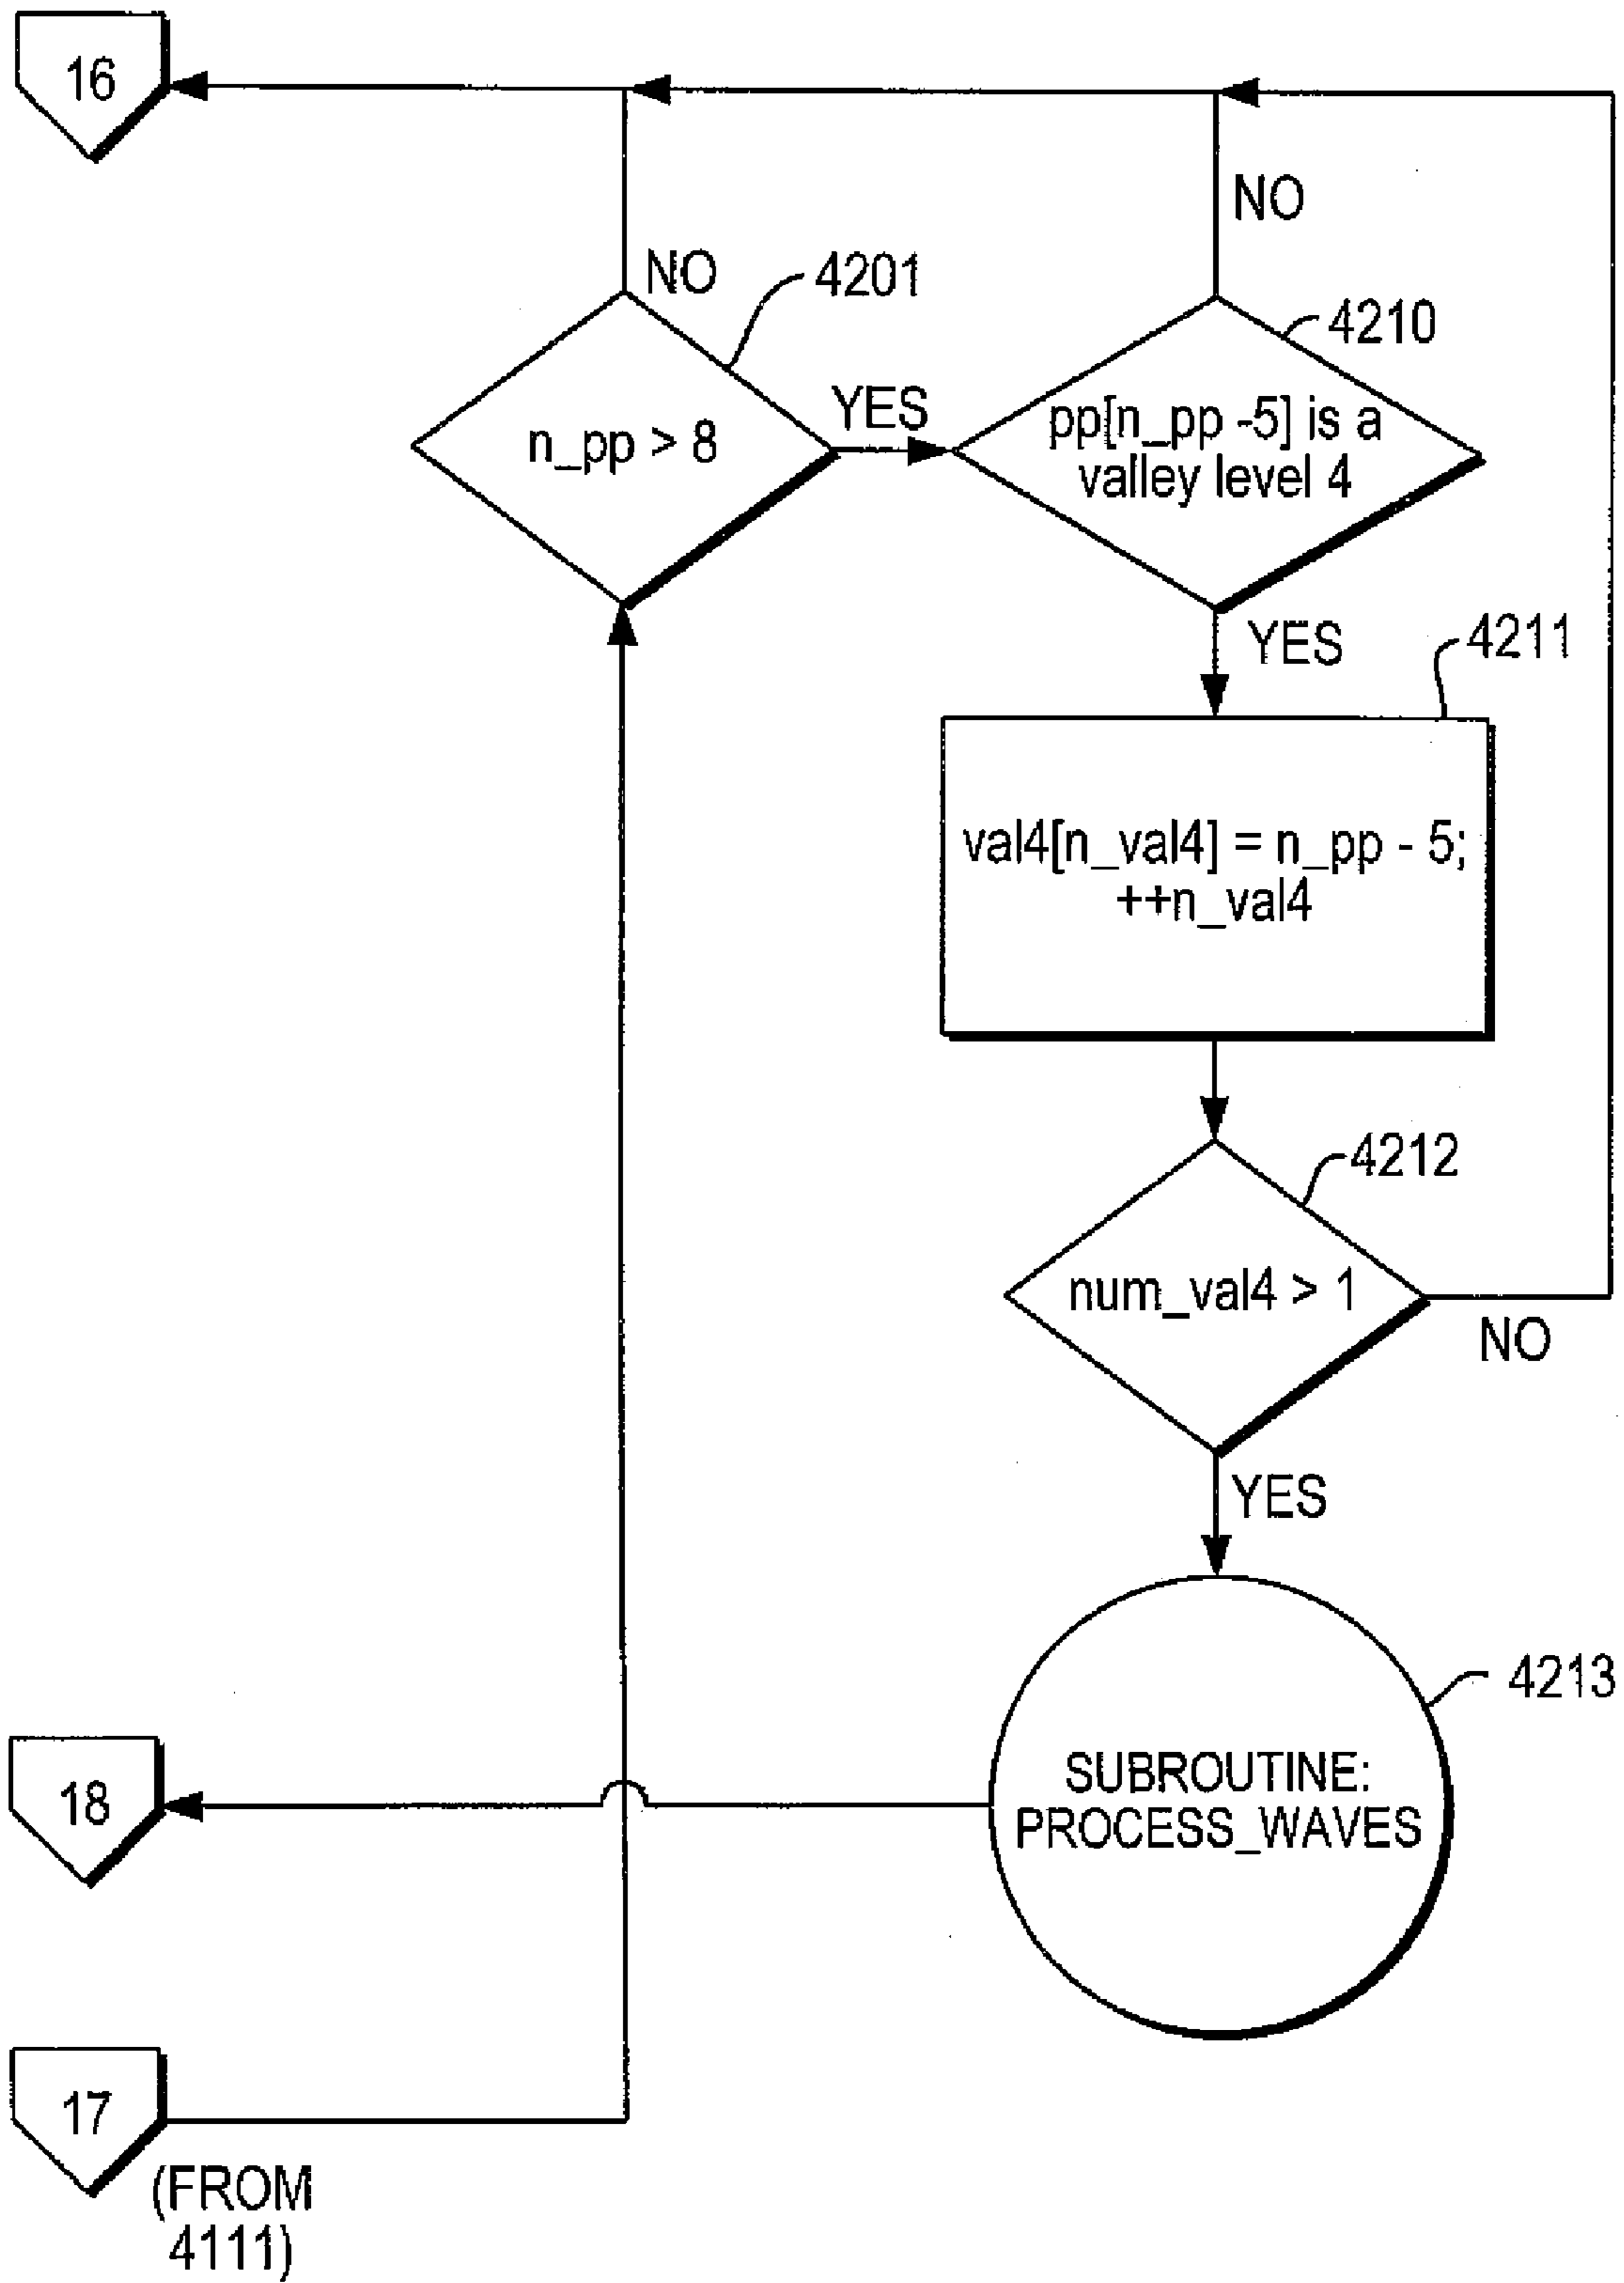 16
NO
NO
4201
4210
YES
n_pp > 8
pp[n_pp -5] is a
valley level 4
YES
4211
val4[n_val4] = n_pp - 5;
++n_val4
4212
num_val4 > 1
NO
YES
4213
18
SUBROUTINE:
PROCESS_WAVES
17
(FROM
4111)